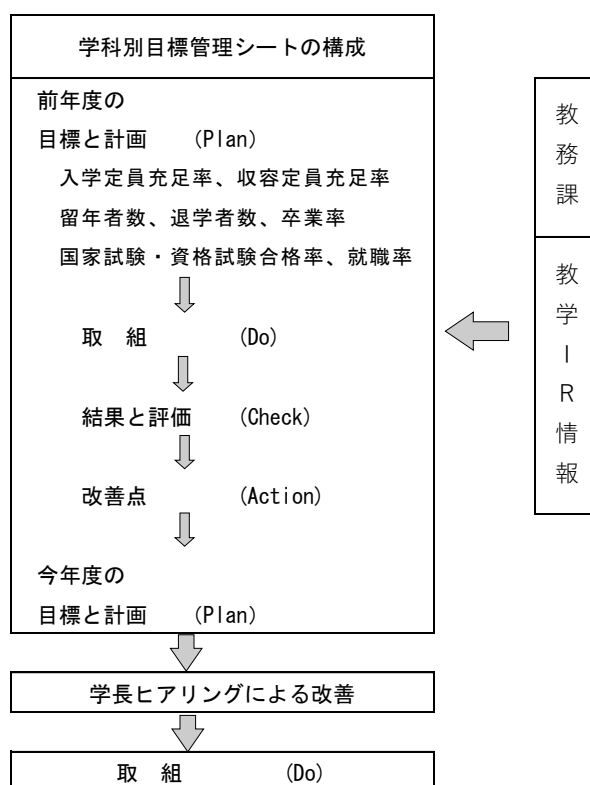 学科別目標管理シートの構成
前年度の
目標と計画 (Plan)
入学定員充足率、収容定員充足率
留年者数、退学者数、卒業率
国家試験・資格試験合格率、就職率
取 組 (Do)
結果と評価 (Check)
改善点 (Action)
今年度の
目標と計画 (Plan)
学長ヒアリングによる改善
取 組 (Do)
教務課
教学IR情報